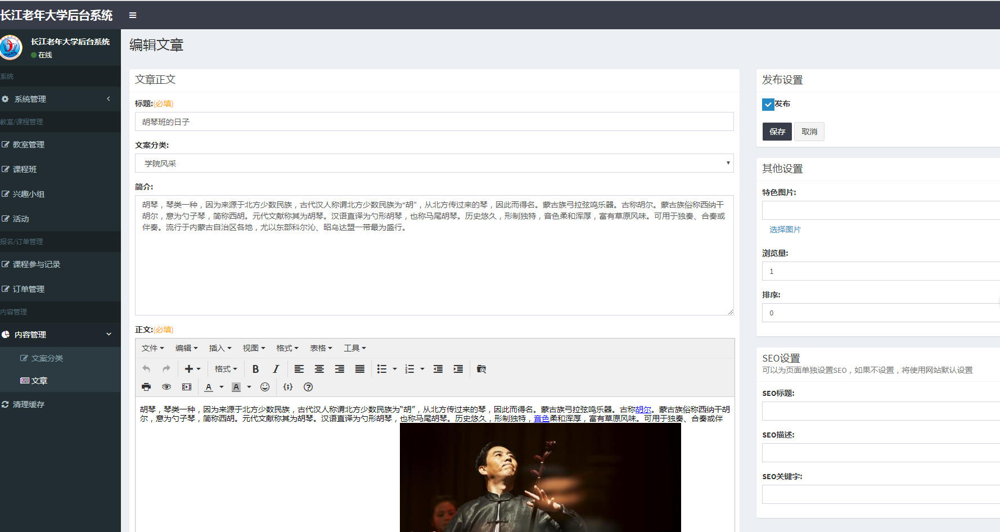 长江老年大学后台系统
长江老年大学后台系统
在线
系统
系统管理
教室/课程管理
教室管理
课程班
兴趣小组
活动
报名/订单管理
课程参与记录
订单管理
内容管理
内容管理
文案分类
文章
清理缓存
编辑文章
文章正文
标题:(必填)
胡琴班的日子
文案分类:
学院风采
简介:
胡琴，琴类一种，因为来源于北方少数民族，古代汉人称谓北方少数民族为“胡”，从北方传过来的琴，因此而得名。蒙古族弓拉弦鸣乐器。古称胡尔。蒙古族俗称西纳干
胡尔，意为勺子琴，简称西胡。元代文献称其为胡琴。汉语直译为勺形胡琴，也称马尾胡琴。历史悠久，形制独特，音色柔和浑厚，富有草原风味。可用于独奏、合奏或
伴奏。流行于内蒙古自治区各地，尤以东部科尔沁、昭乌达盟一带最为盛行。
正文:(必填)
文件 编辑 插入 视图 格式 表格 工具
格式 B I
A A
胡琴，琴类一种，因为来源于北方少数民族，古代汉人称谓北方少数民族为“胡”，从北方传过来的琴，因此而得名。蒙古族弓拉弦鸣乐器。古称胡尔。蒙古族俗称西纳干胡
尔，意为勺子琴，简称西胡。元代文献称其为胡琴。汉语直译为勺形胡琴，也称马尾胡琴。历史悠久，形制独特，音色柔和浑厚，富有草原风味。可用于独奏、合奏或伴
发布设置
发布
保存 取消
其他设置
特色图片:
选择图片
浏览量:
1
排序:
0
SEO设置
可以为页面单独设置SEO，如果不设置，将使用网站默认设置
SEO标题:
SEO描述:
SEO关键字: